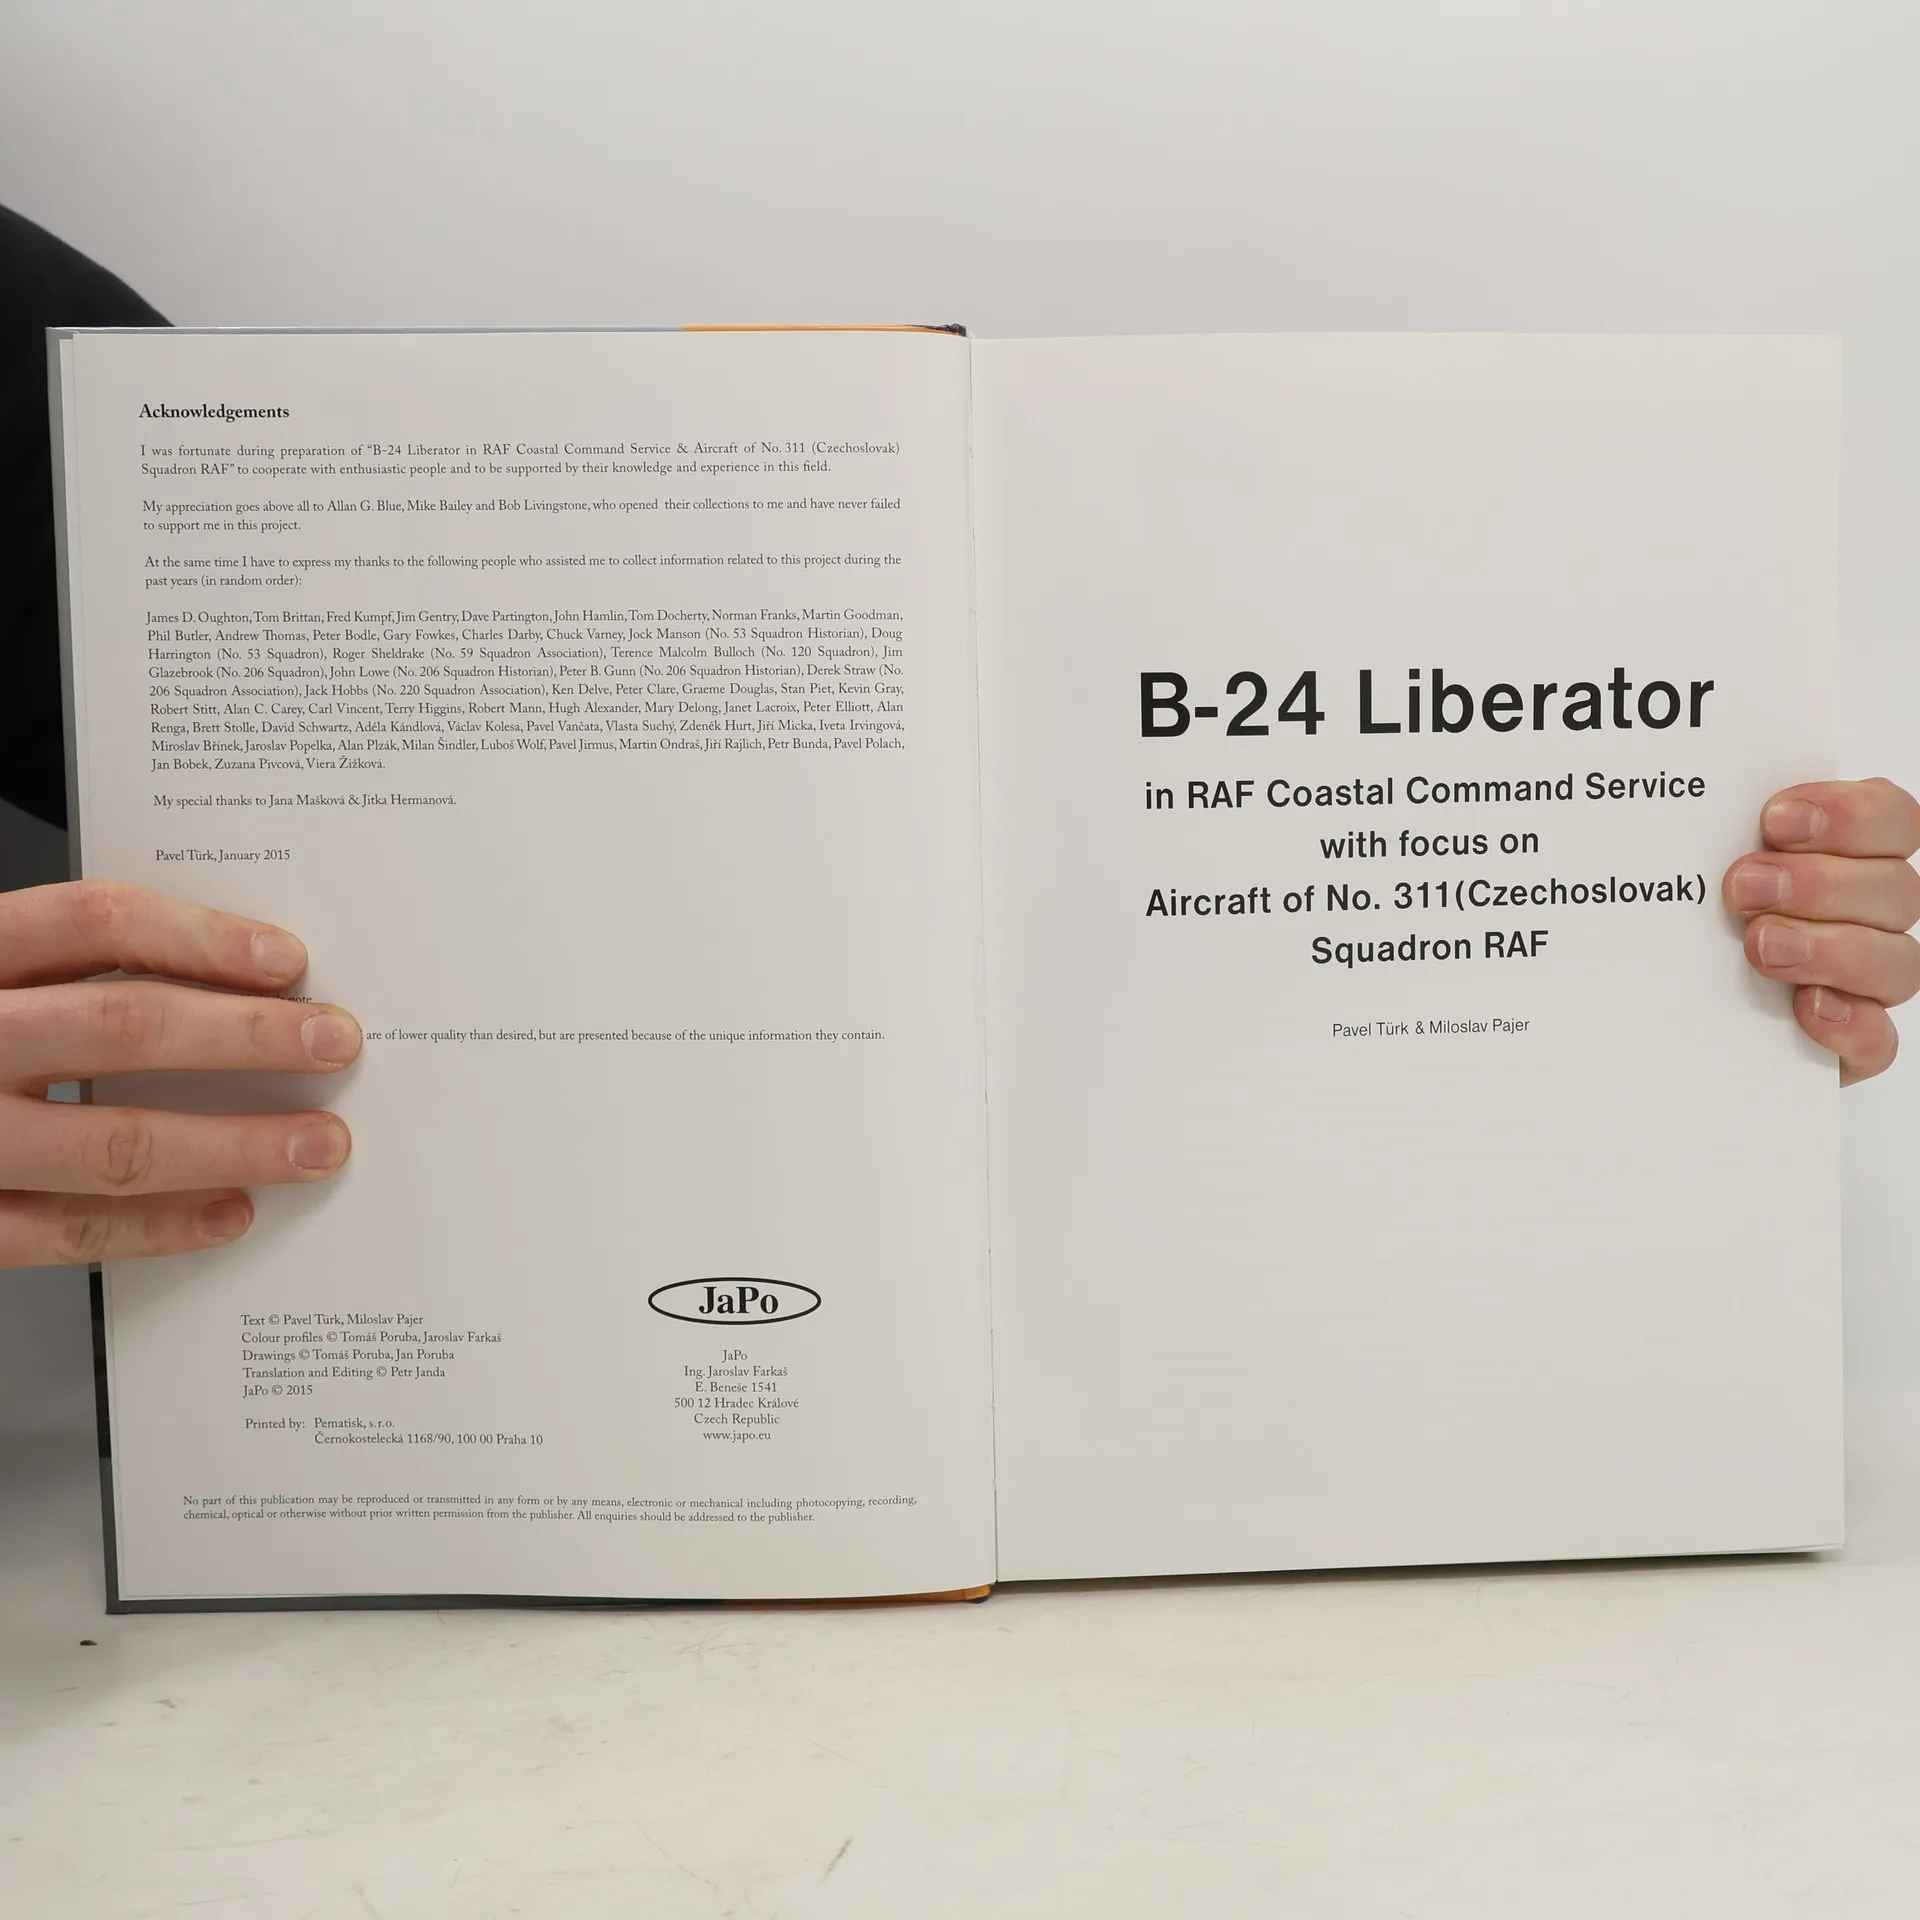 Acknowledgements
I was fortunate during preparation of “B-24 Liberator in RAF Coastal Command Service & Aircraft of No. 311 (Czechoslovak)
Squadron RAF” to cooperate with enthusiastic people and to be supported by their knowledge and experience in this field.
My appreciation goes above all to Allan G. Blue, Mike Bailey and Bob Livingstone, who opened their collections to me and have never failed
to support me in this project.
At the same time I have to express my thanks to the following people who assisted me to collect information related to this project during the
past years (in random order):
James D. Oughton, Tom Brittan, Fred Kumpf, Jim Gentry, Dave Partington, John Hamlin, Tom Docherty, Norman Franks, Martin Goodman,
Phil Butler, Andrew Thomas, Peter Bodle, Gary Fowkes, Charles Darby, Chuck Varney, Jock Manson (No. 53 Squadron Historian), Doug
Harrington (No. 53 Squadron), Roger Sheldrake (No. 59 Squadron Association), Terence Malcolm Bulloch (No. 120 Squadron), Jim
Glazebrook (No. 206 Squadron), John Lowe (No. 206 Squadron Historian), Peter B. Gunn (No. 206 Squadron Historian), Derek Straw (No.
206 Squadron Association), Jack Hobbs (No. 220 Squadron Association), Ken Delve, Peter Clare, Graeme Douglas, Stan Piet, Kevin Gray,
Robert Stitt, Alan C. Carey, Carl Vincent, Terry Higgins, Robert Mann, Hugh Alexander, Mary Delong, Janet Lacroix, Peter Elliott, Alan
Renga, Brett Stolle, David Schwartz, Adéla Kándlová, Václav Kolesa, Pavel Vančata, Vlasta Suchý, Zdeněk Hurt, Jiří Micka, Iveta Irvingová,
Miroslav Břínek, Jaroslav Popelka, Alan Plzák, Milan Šindler, Luboš Wolf, Pavel Jirmus, Martin Ondraš, Jiří Rajlich, Petr Bunda, Pavel Polach,
Jan Bobek, Zuzana Pivcová, Viera Žižková.
My special thanks to Jana Mašková & Jitka Hermanová.
Pavel Türk, January 2015
note
are of lower quality than desired, but are presented because of the unique information they contain.
Text © Pavel Türk, Miloslav Pajer
Colour profiles © Tomáš Poruba, Jaroslav Farkaš
Drawings © Tomáš Poruba, Jan Poruba
Translation and Editing © Petr Janda
JaPo © 2015
Printed by: Pematisk, s.r.o.
Černokostelecká 1168/90, 100 00 Praha 10
JaPo
JaPo
Ing. Jaroslav Farkaš
E. Beneše 1541
500 12 Hradec Králové
Czech Republic
www.japo.eu
No part of this publication may be reproduced or transmitted in any form or by any means, electronic or mechanical including photocopying, recording,
chemical, optical or otherwise without prior written permission from the publisher. All enquiries should be addressed to the publisher.
B-24 Liberator
in RAF Coastal Command Service
with focus on
Aircraft of No. 311(Czechoslovak)
Squadron RAF
Pavel Türk & Miloslav Pajer